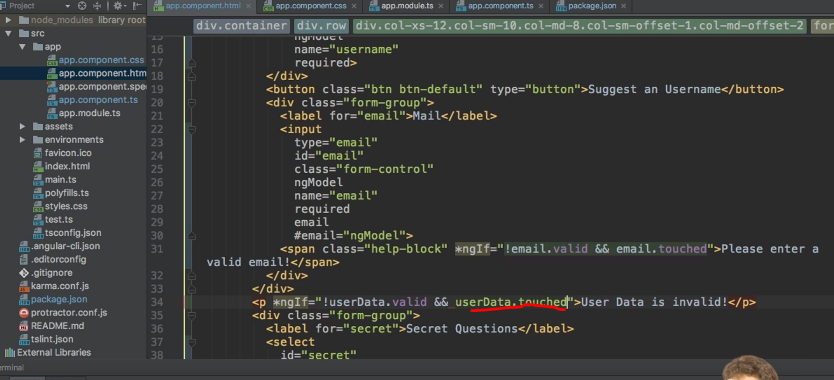 Project
app.component.html
app.component.css
app.module.ts
app.component.ts
package.json
node_modules library root
div.container
div.row
div.col-xs-12.col-sm-10.col-md-8.col-sm-offset-1.col-md-offset-2
for
src
app
app.component.css
app.component.htm
app.component.spe
app.component.ts
app.module.ts
assets
environments
favicon.ico
index.html
main.ts
polyfills.ts
styles.css
test.ts
tsconfig.json
.angular-cli.json
.editorconfig
.gitignore
karma.conf.js
package.json
protractor.conf.js
README.md
tslint.json
External Libraries
erminal
15 ngModel
16 name="username"
17 required>
18 </div>
19 <button class="btn btn-default" type="button">Suggest an Username</button>
20 <div class="form-group">
21 <label for="email">Mail</label>
22 <input
23 type="email"
24 id="email"
25 class="form-control"
26 ngModel
27 name="email"
28 required
29 email
30 #email="ngModel">
31 <span class="help-block" *ngIf="!email.valid && email.touched">Please enter a
valid email!</span>
32 </div>
33 </div>
34 <p *ngIf="!userData.valid && userData.touched">User Data is invalid!</p>
35 <div class="form-group">
36 <label for="secret">Secret Questions</label>
37 <select
38 id="secret"